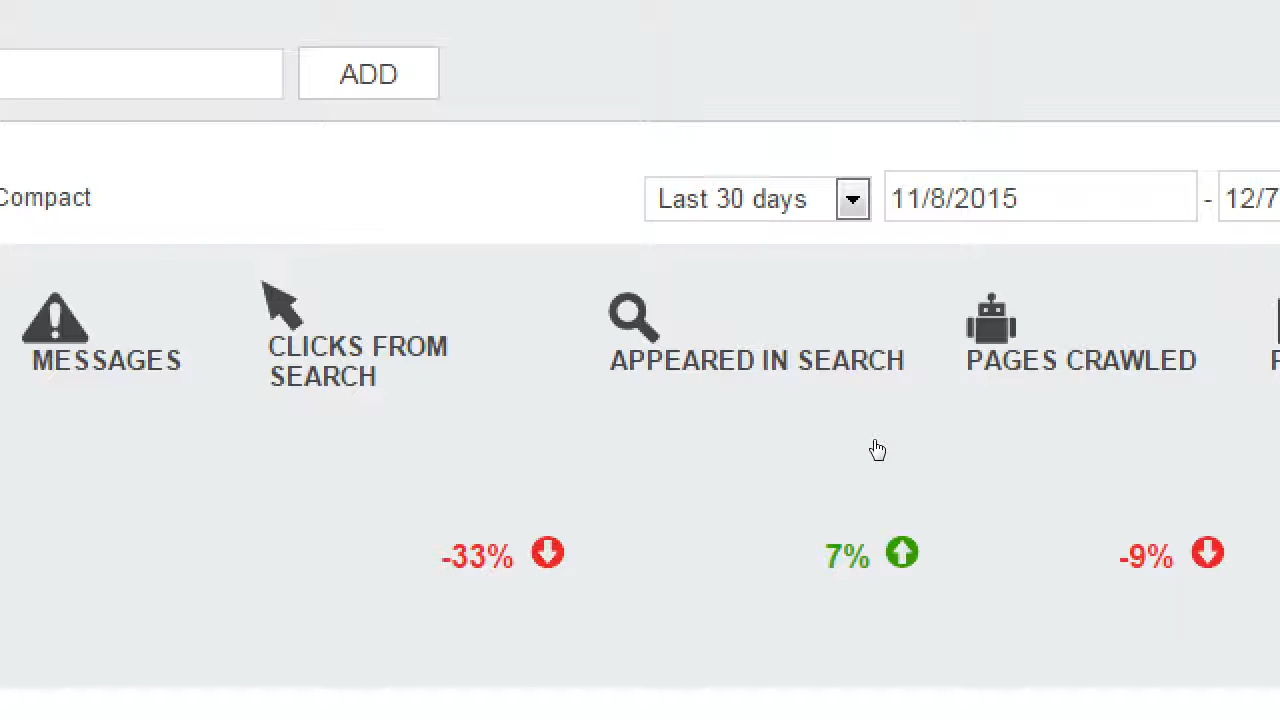 ADD
Compact
Last 30 days 11/8/2015 - 12/7
MESSAGES
CLICKS FROM
SEARCH
APPEARED IN SEARCH
PAGES CRAWLED
-33%
7%
-9%